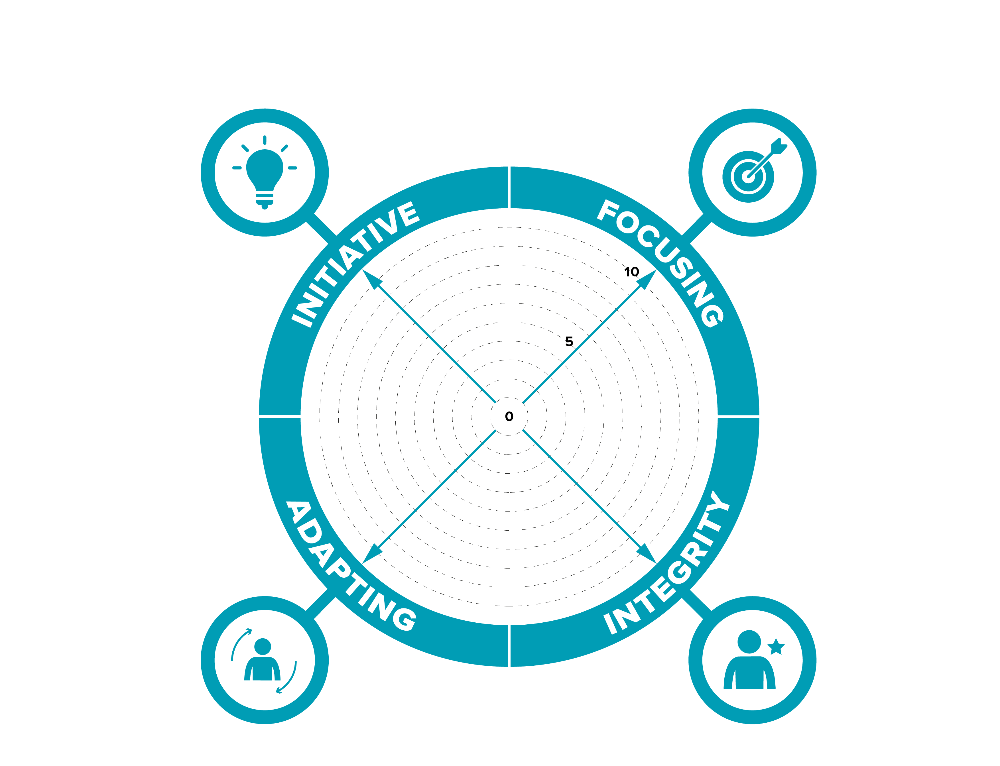 INITIATIVE
FOCUSING
10
5
0
ADAPTING
INTEGRITY